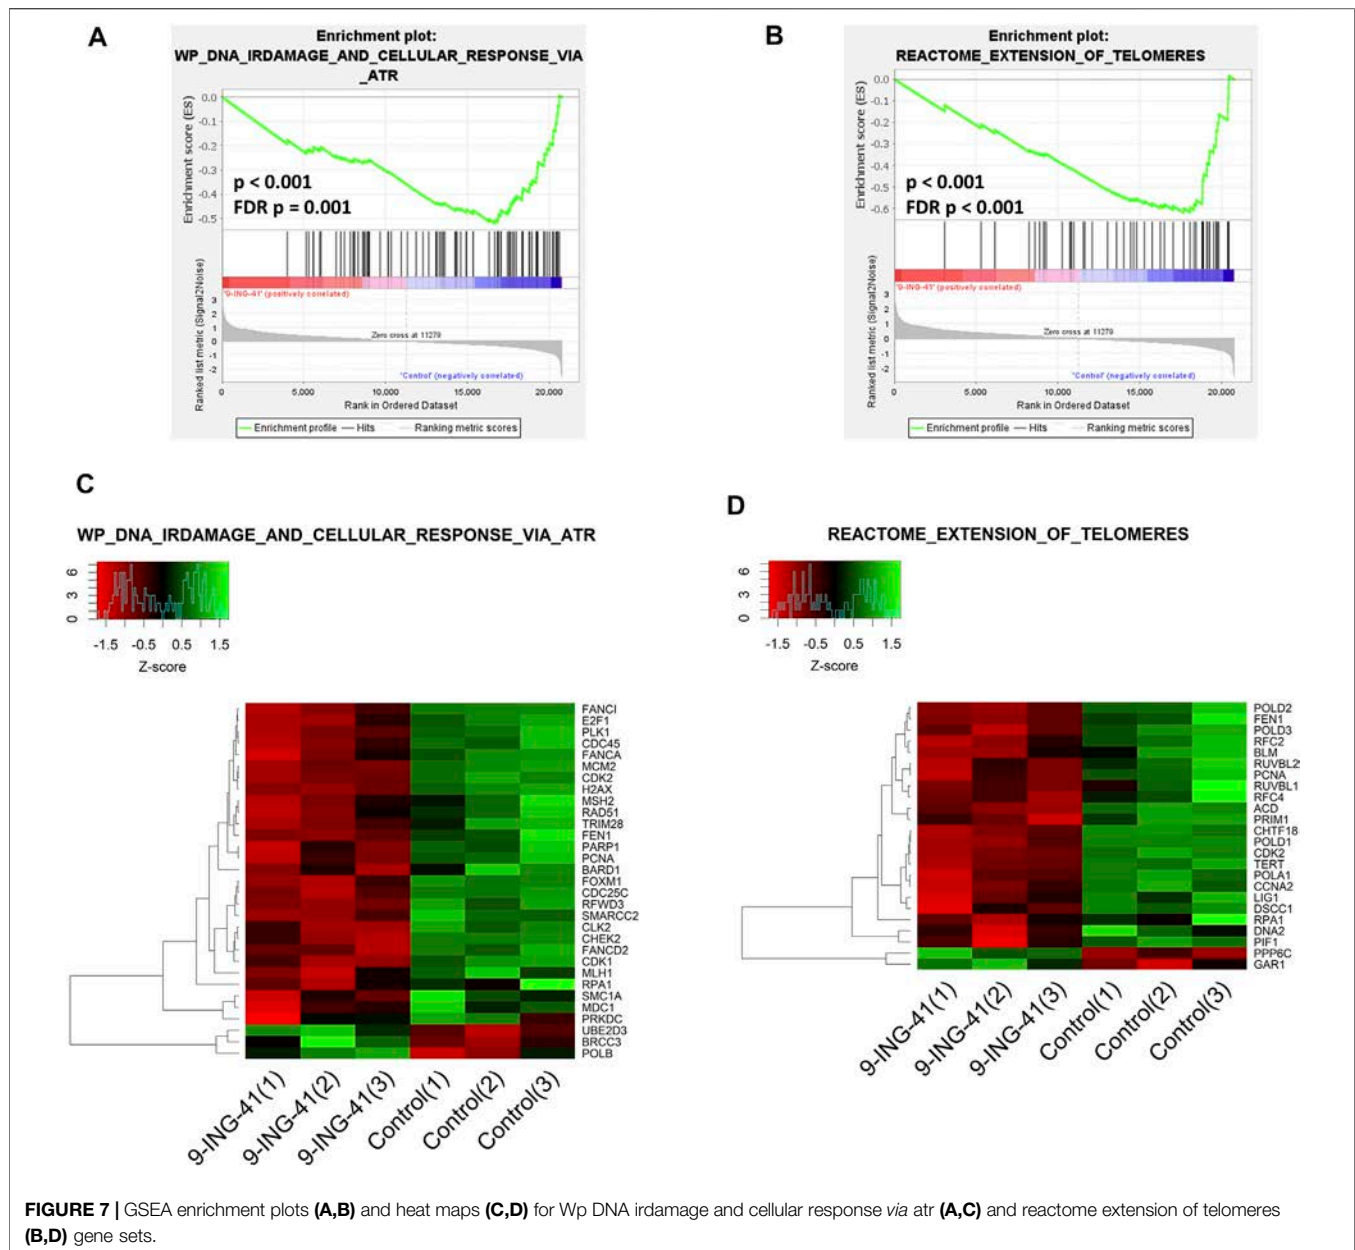 A
Enrichment plot:
WP_DNA_IRDAMAGE_AND_CELLULAR_RESPONSE_VIA
_ATR
Enrichment score (ES)
0.0
-0.1
-0.2
-0.3
-0.4
-0.5
p < 0.001
FDR p = 0.001
'9-ING-41' (positively correlated)
Ranked list metric (Signal2Noise)
3
2
1
0
-1
-2
Zero cross at 11279
'Control' (negatively correlated)
0 5,000 10,000 15,000 20,000
Rank in Ordered Dataset
Enrichment profile Hits Ranking metric scores
B
Enrichment plot:
REACTOME_EXTENSION_OF_TELOMERES
Enrichment score (ES)
0.0
-0.1
-0.2
-0.3
-0.4
-0.5
-0.6
p < 0.001
FDR p < 0.001
'9-ING-41' (positively correlated)
Ranked list metric (Signal2Noise)
3
2
1
0
-1
-2
Zero cross at 11279
'Control' (negatively correlated)
0 5,000 10,000 15,000 20,000
Rank in Ordered Dataset
Enrichment profile Hits Ranking metric scores
C
WP_DNA_IRDAMAGE_AND_CELLULAR_RESPONSE_VIA_ATR
6
3
0
-1.5 -0.5 0.5 1.5
Z-score
FANCI
E2F1
PLK1
CDC45
FANCA
MCM2
CDK2
H2AX
MSH2
RAD51
TRIM28
FEN1
PARP1
PCNA
BARD1
FOXM1
CDC25C
RFWD3
SMARCC2
CLK2
CHEK2
FANCD2
CDK1
MLH1
RPA1
SMC1A
MDC1
PRKDC
UBE2D3
BRCC3
POLB
9-ING-41(1)
9-ING-41(2)
9-ING-41(3)
Control(1)
Control(2)
Control(3)
D
REACTOME_EXTENSION_OF_TELOMERES
6
3
0
-1.5 -0.5 0.5 1.5
Z-score
POLD2
FEN1
POLD3
RFC2
BLM
RUVBL2
PCNA
RUVBL1
RFC4
ACD
PRIM1
CHTF18
POLD1
CDK2
TERT
POLA1
CCNA2
LIG1
DSCC1
RPA1
DNA2
PIF1
PPP6C
GAR1
9-ING-41(1)
9-ING-41(2)
9-ING-41(3)
Control(1)
Control(2)
Control(3)
FIGURE 7 | GSEA enrichment plots (A,B) and heat maps (C,D) for Wp DNA irdamage and cellular response via atr (A,C) and reactome extension of telomeres
(B,D) gene sets.